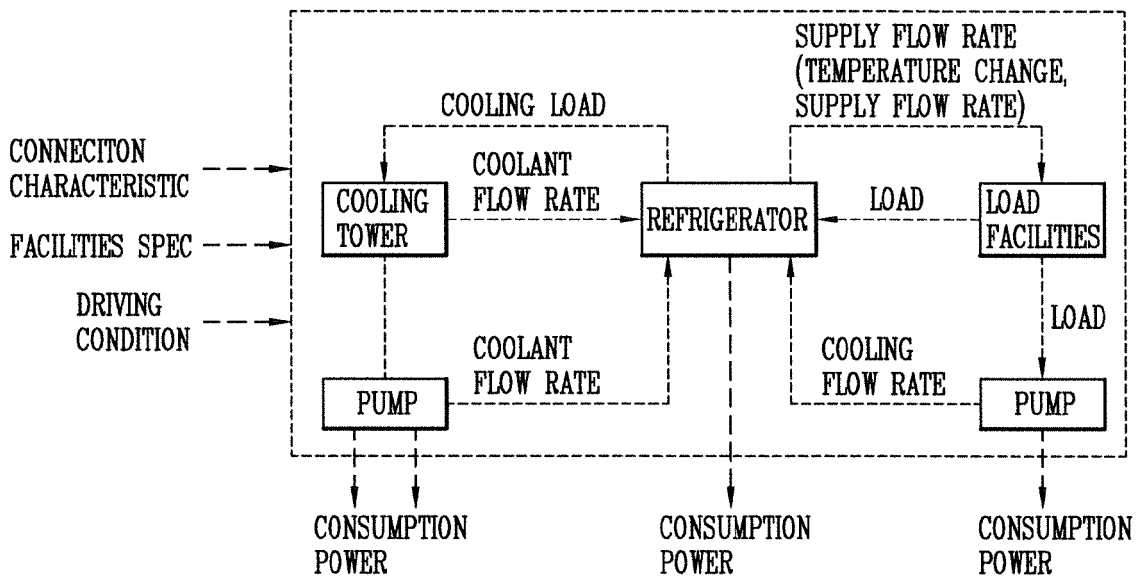 SUPPLY FLOW RATE
(TEMPERATURE CHANGE,
SUPPLY FLOW RATE)
COOLING LOAD
CONNECITON
CHARACTERISTIC
COOLANT
FLOW RATE
COOLING
TOWER
REFRIGERATOR
LOAD
LOAD
FACILITIES
FACILITIES SPEC
DRIVING
CONDITION
LOAD
COOLANT
FLOW RATE
COOLING
FLOW RATE
PUMP
PUMP
CONSUMPTION
POWER
CONSUMPTION
POWER
CONSUMPTION
POWER